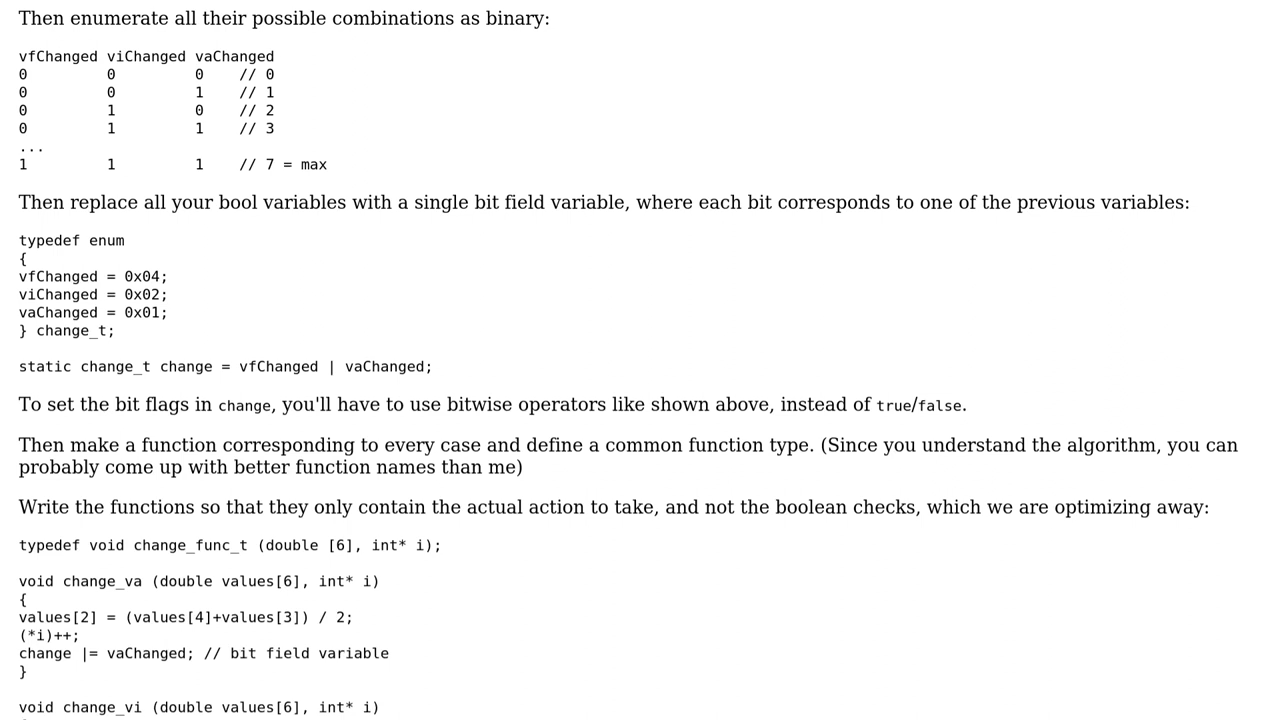 Then enumerate all their possible combinations as binary:
vfChanged viChanged vaChanged
0 0 0 // 0
0 0 1 // 1
0 1 0 // 2
0 1 1 // 3
...
1 1 1 // 7 = max
Then replace all your bool variables with a single bit field variable, where each bit corresponds to one of the previous variables:
typedef enum
{
vfChanged = 0x04;
viChanged = 0x02;
vaChanged = 0x01;
} change_t;
static change_t change = vfChanged | vaChanged;
To set the bit flags in change, you'll have to use bitwise operators like shown above, instead of true/false.
Then make a function corresponding to every case and define a common function type. (Since you understand the algorithm, you can
probably come up with better function names than me)
Write the functions so that they only contain the actual action to take, and not the boolean checks, which we are optimizing away:
typedef void change_func_t (double [6], int* i);
void change_va (double values[6], int* i)
{
values[2] = (values[4]+values[3]) / 2;
(*i)++;
change |= vaChanged; // bit field variable
}
void change_vi (double values[6], int* i)